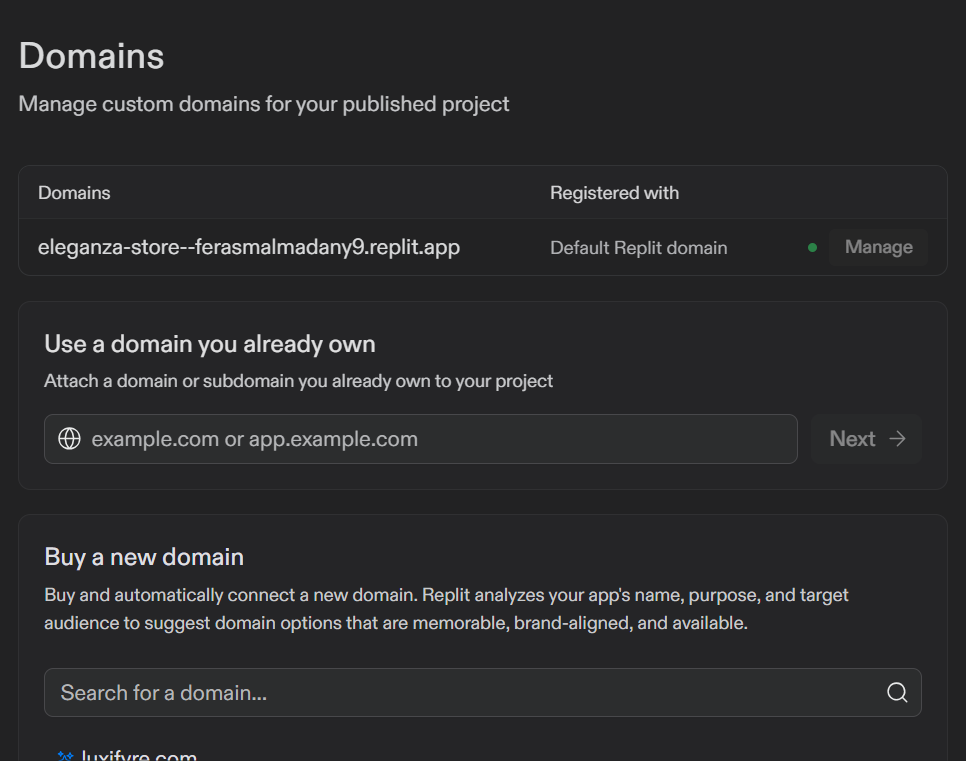 Domains
Manage custom domains for your published project
Domains
Registered with
eleganza-store--ferasmalmadany9.replit.app
Default Replit domain
Manage
Use a domain you already own
Attach a domain or subdomain you already own to your project
example.com or app.example.com
Next →
Buy a new domain
Buy and automatically connect a new domain. Replit analyzes your app's name, purpose, and target
audience to suggest domain options that are memorable, brand-aligned, and available.
Search for a domain...
luxifyre.com